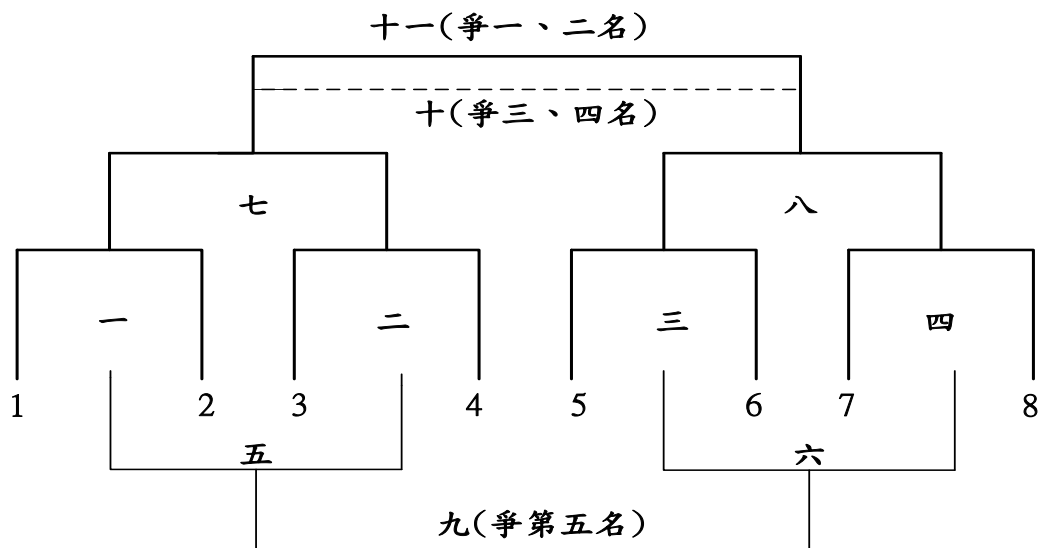 十一(爭一、二名)
十(爭三、四名)
七 八
一 二 三 四
1 2 3 4 5 6 7 8
五 六
九(爭第五名)